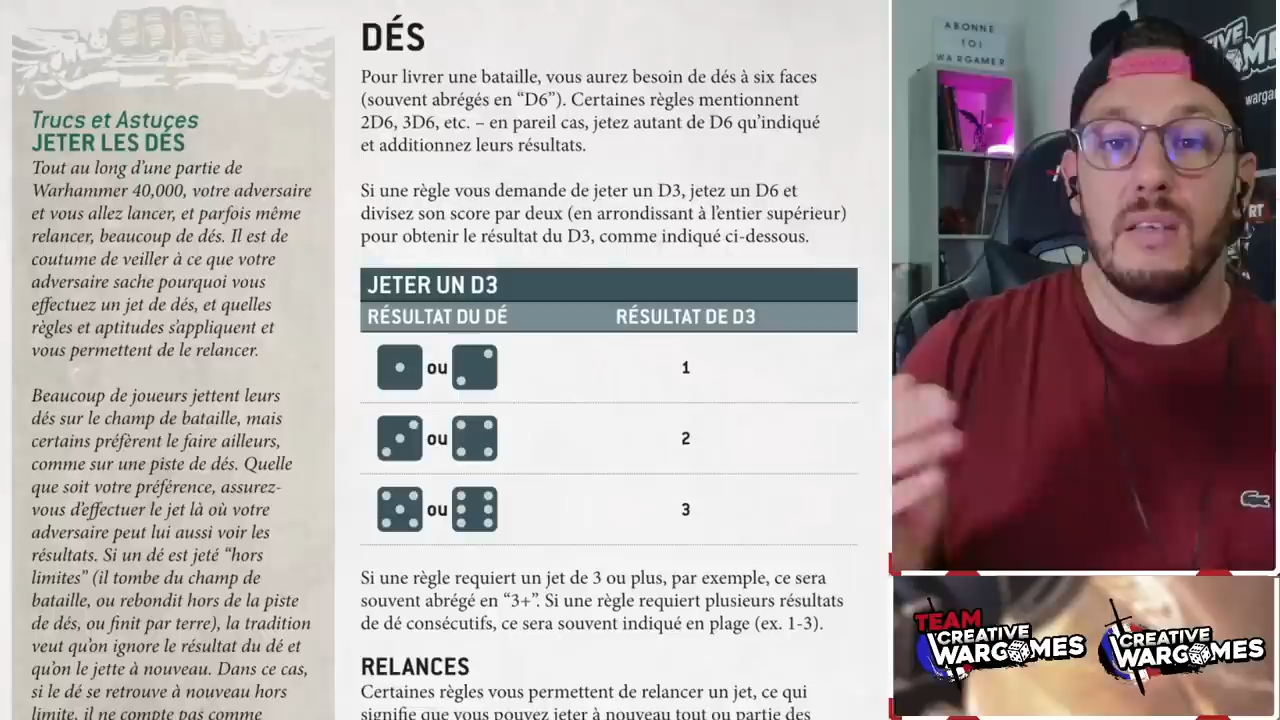 Trucs et Astuces
JETER LES DÉS
Tout au long d'une partie de
Warhammer 40,000, votre adversaire
et vous allez lancer, et parfois même
relancer, beaucoup de dés. Il est de
coutume de veiller à ce que votre
adversaire sache pourquoi vous
effectuez un jet de dés, et quelles
règles et aptitudes s'appliquent et
vous permettent de le relancer.
Beaucoup de joueurs jettent leurs
dés sur le champ de bataille, mais
certains préfèrent le faire ailleurs,
comme sur une piste de dés. Quelle
que soit votre préférence, assurez-
vous d'effectuer le jet là où votre
adversaire peut lui aussi voir les
résultats. Si un dé est jeté “hors
limites” (il tombe du champ de
bataille, ou rebondit hors de la piste
de dés, ou finit par terre), la tradition
veut qu'on ignore le résultat du dé et
qu'on le jette à nouveau. Dans ce cas,
si le dé se retrouve à nouveau hors
limite, il ne compte pas comme
DÉS
Pour livrer une bataille, vous aurez besoin de dés à six faces
(souvent abrégés en “D6”). Certaines règles mentionnent
2D6, 3D6, etc. – en pareil cas, jetez autant de D6 qu'indiqué
et additionnez leurs résultats.
Si une règle vous demande de jeter un D3, jetez un D6 et
divisez son score par deux (en arrondissant à l'entier supérieur)
pour obtenir le résultat du D3, comme indiqué ci-dessous.
JETER UN D3
RÉSULTAT DU DÉ RÉSULTAT DE D3
ou 1
ou 2
ou 3
Si une règle requiert un jet de 3 ou plus, par exemple, ce sera
souvent abrégé en “3+”. Si une règle requiert plusieurs résultats
de dé consécutifs, ce sera souvent indiqué en plage (ex. 1-3).
RELANCES
Certaines règles vous permettent de relancer un jet, ce qui
signifie que vous pouvez jeter à nouveau tout ou partie des
ABONNE
TOI
WARGAMER
TEAM
CREATIVE
WARGAMES
CREATIVE
WARGAMES